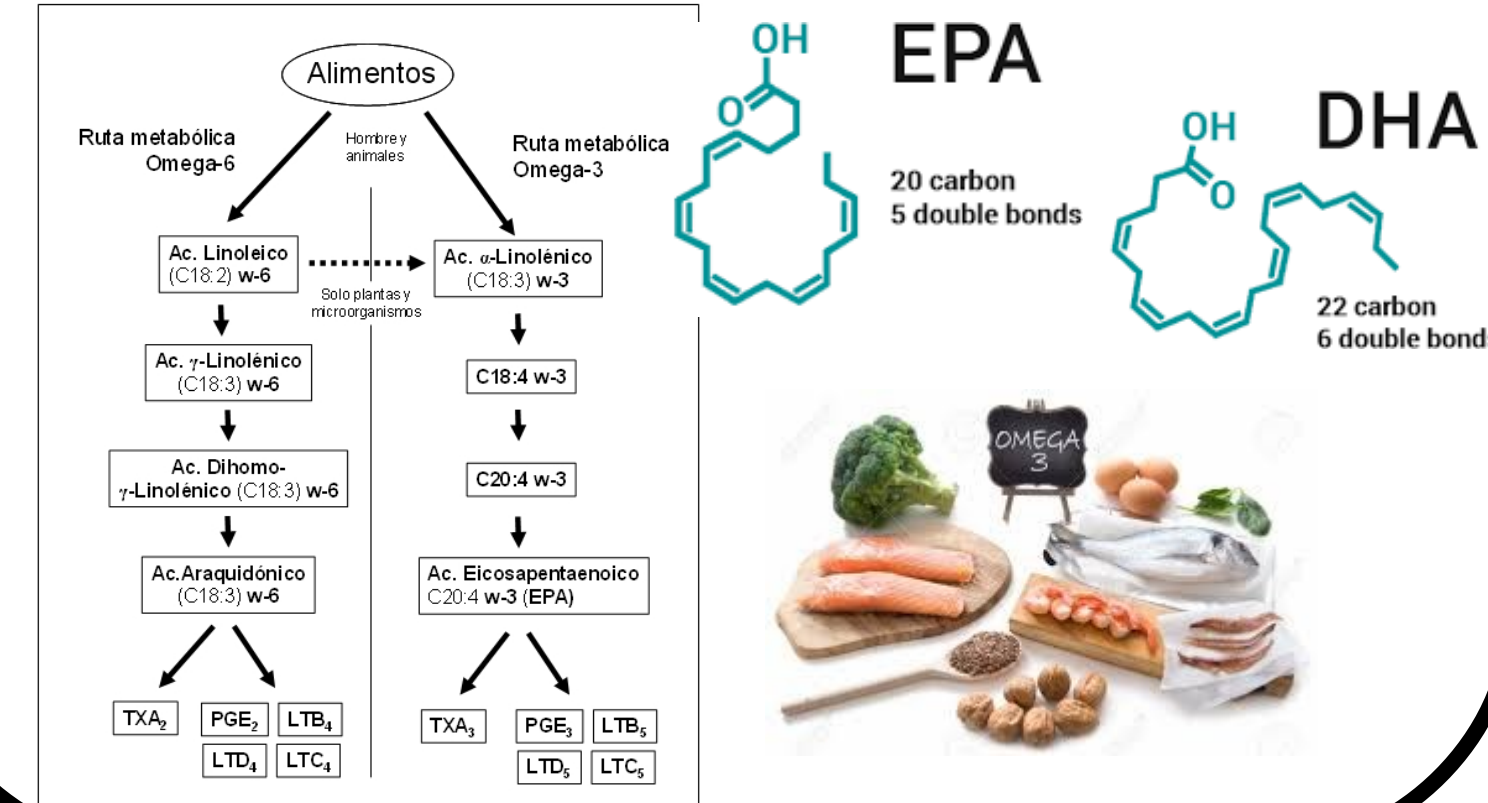 Alimentos
Ruta metabólica
Omega-6
Hombre y
animales
Ruta metabólica
Omega-3
Ac. Linoleico
(C18:2) w-6
Ac. α-Linolénico
(C18:3) w-3
Solo plantas y
microorganismos
Ac. γ-Linolénico
(C18:3) w-6
C18:4 w-3
Ac. Dihomo-
γ-Linolénico (C18:3) w-6
C20:4 w-3
Ac.Araquidónico
(C18:3) w-6
Ac. Eicosapentaenoico
C20:4 w-3 (EPA)
TXA₂
PGE₂
LTB₄
LTD₄
LTC₄
TXA₃
PGE₃
LTB₅
LTD₅
LTC₅
OH
O
EPA
20 carbon
5 double bonds
OH
O
DHA
22 carbon
6 double bonds
OMEGA
3